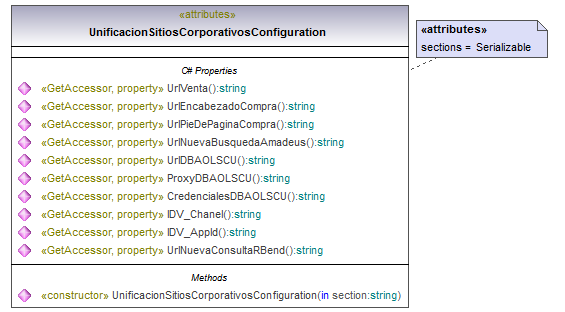 «attributes»
UnificacionSitiosCorporativosConfiguration
C# Properties
«GetAccessor, property» UrlVenta():string
«GetAccessor, property» UrlEncabezadoCompra():string
«GetAccessor, property» UrlPieDePaginaCompra():string
«GetAccessor, property» UrlNuevaBusquedaAmadeus():string
«GetAccessor, property» UrlDBAOLSCU():string
«GetAccessor, property» ProxyDBAOLSCU():string
«GetAccessor, property» CredencialesDBAOLSCU():string
«GetAccessor, property» IDV_Chanel():string
«GetAccessor, property» IDV_AppId():string
«GetAccessor, property» UrlNuevaConsultaRBend():string
Methods
«constructor» UnificacionSitiosCorporativosConfiguration(in section:string)
«attributes»
sections = Serializable